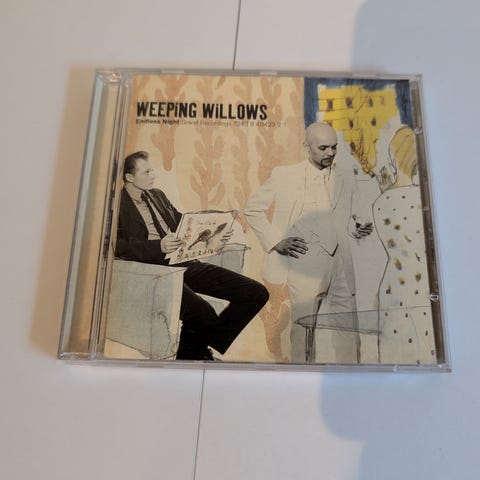 WEEPiNG WiLLOWS
Endless Night Grand Recordings 7243 8 48423 2 1